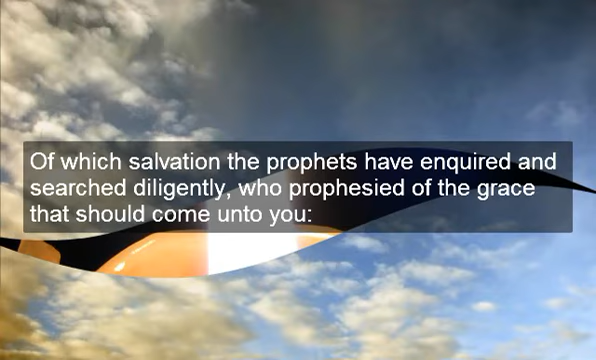 Of which salvation the prophets have enquired and
searched diligently, who prophesied of the grace
that should come unto you: